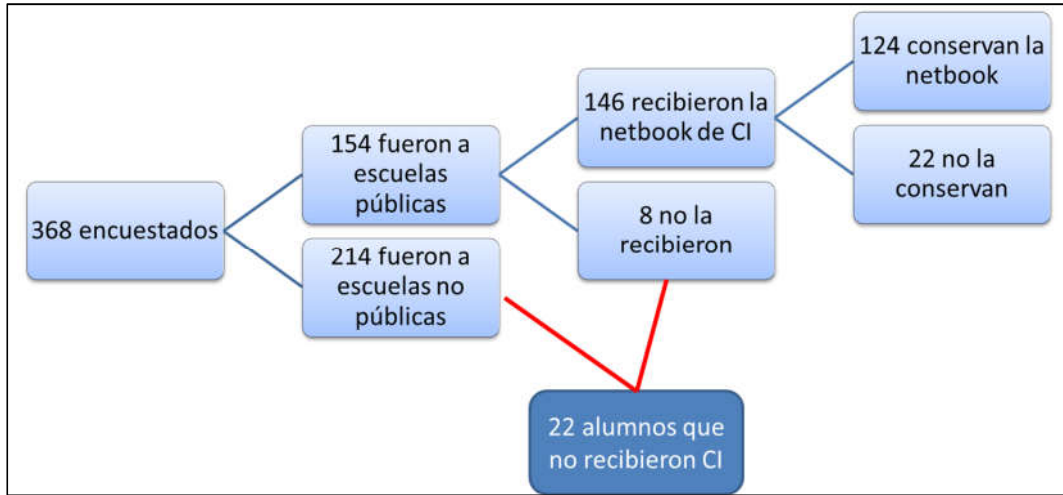 368 encuestados
154 fueron a
escuelas
públicas
214 fueron a
escuelas no
públicas
146 recibieron la
netbook de CI
8 no la
recibieron
124 conservan la
netbook
22 no la
conservan
22 alumnos que
no recibieron CI